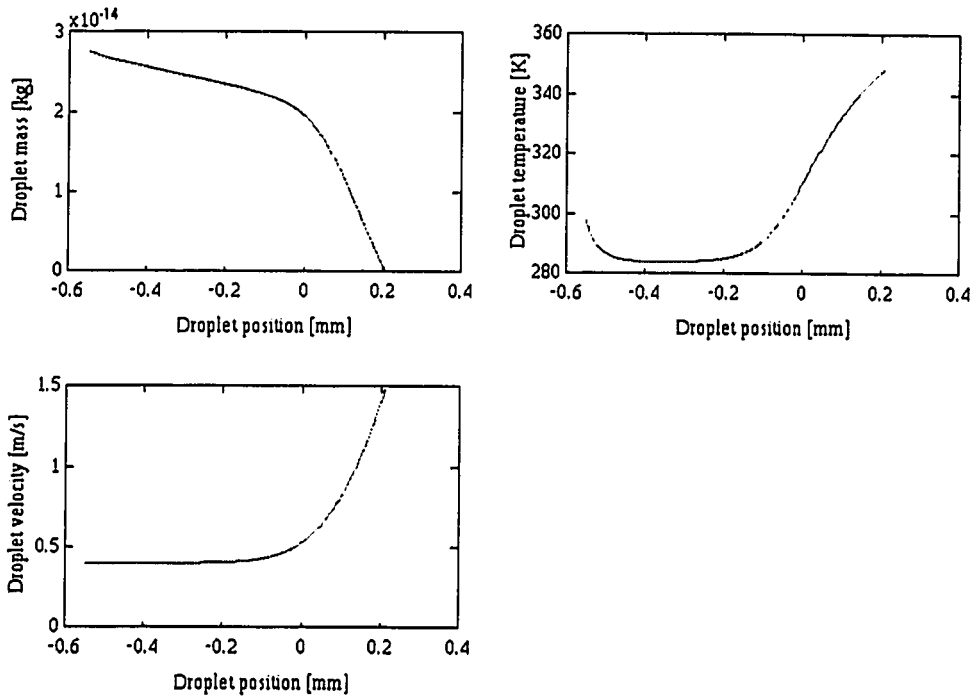 ×10⁻¹⁴
3
2
1
0
Droplet mass [kg]
-0.6 -0.4 -0.2 0 0.2 0.4
Droplet position [mm]
360
340
320
300
280
Droplet temperature [K]
-0.6 -0.4 -0.2 0 0.2 0.4
Droplet position [mm]
1.5
1
0.5
0
Droplet velocity [m/s]
-0.6 -0.4 -0.2 0 0.2 0.4
Droplet position [mm]